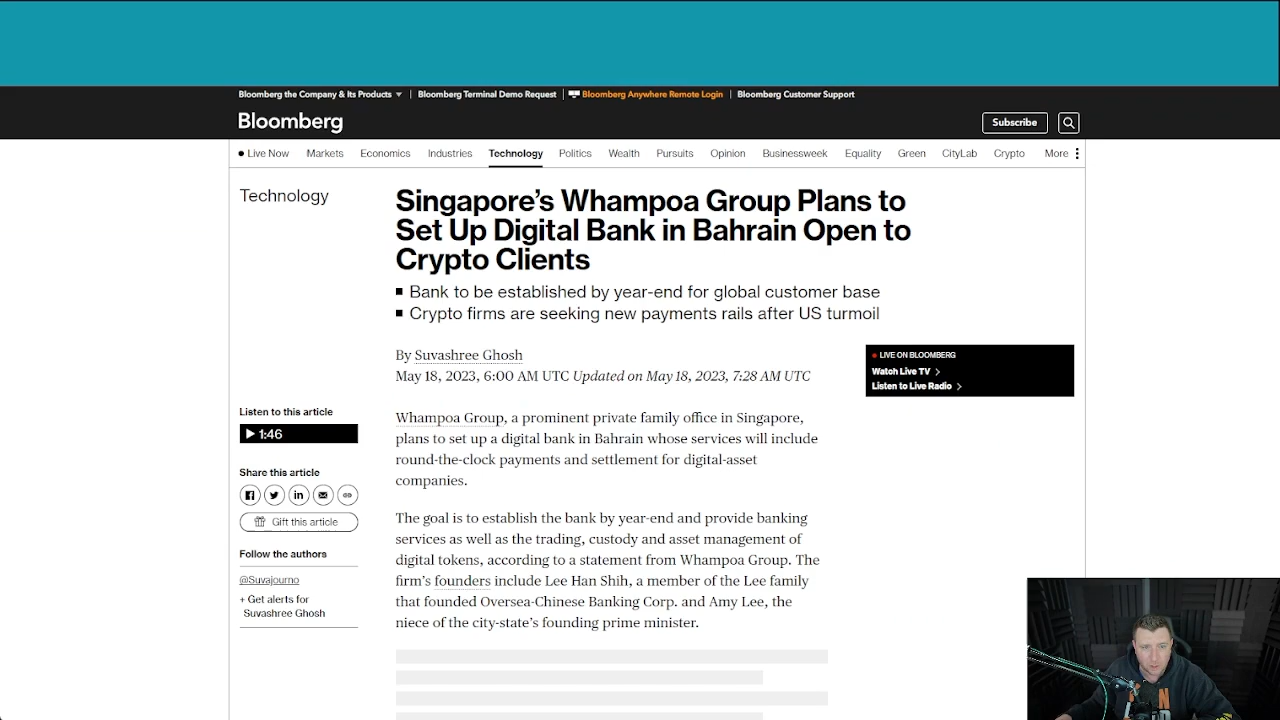 Bloomberg the Company & Its Products
Bloomberg Terminal Demo Request
Bloomberg Anywhere Remote Login
Bloomberg Customer Support
Bloomberg
Subscribe
Live Now
Markets
Economics
Industries
Technology
Politics
Wealth
Pursuits
Opinion
Businessweek
Equality
Green
CityLab
Crypto
More
Technology
Singapore’s Whampoa Group Plans to
Set Up Digital Bank in Bahrain Open to
Crypto Clients
Bank to be established by year-end for global customer base
Crypto firms are seeking new payments rails after US turmoil
By Suvashree Ghosh
May 18, 2023, 6:00 AM UTC Updated on May 18, 2023, 7:28 AM UTC
LIVE ON BLOOMBERG
Watch Live TV
Listen to Live Radio
Listen to this article
1:46
Share this article
Gift this article
Follow the authors
@Suvajourno
+ Get alerts for
Suvashree Ghosh
Whampoa Group, a prominent private family office in Singapore,
plans to set up a digital bank in Bahrain whose services will include
round-the-clock payments and settlement for digital-asset
companies.
The goal is to establish the bank by year-end and provide banking
services as well as the trading, custody and asset management of
digital tokens, according to a statement from Whampoa Group. The
firm’s founders include Lee Han Shih, a member of the Lee family
that founded Oversea-Chinese Banking Corp. and Amy Lee, the
niece of the city-state’s founding prime minister.